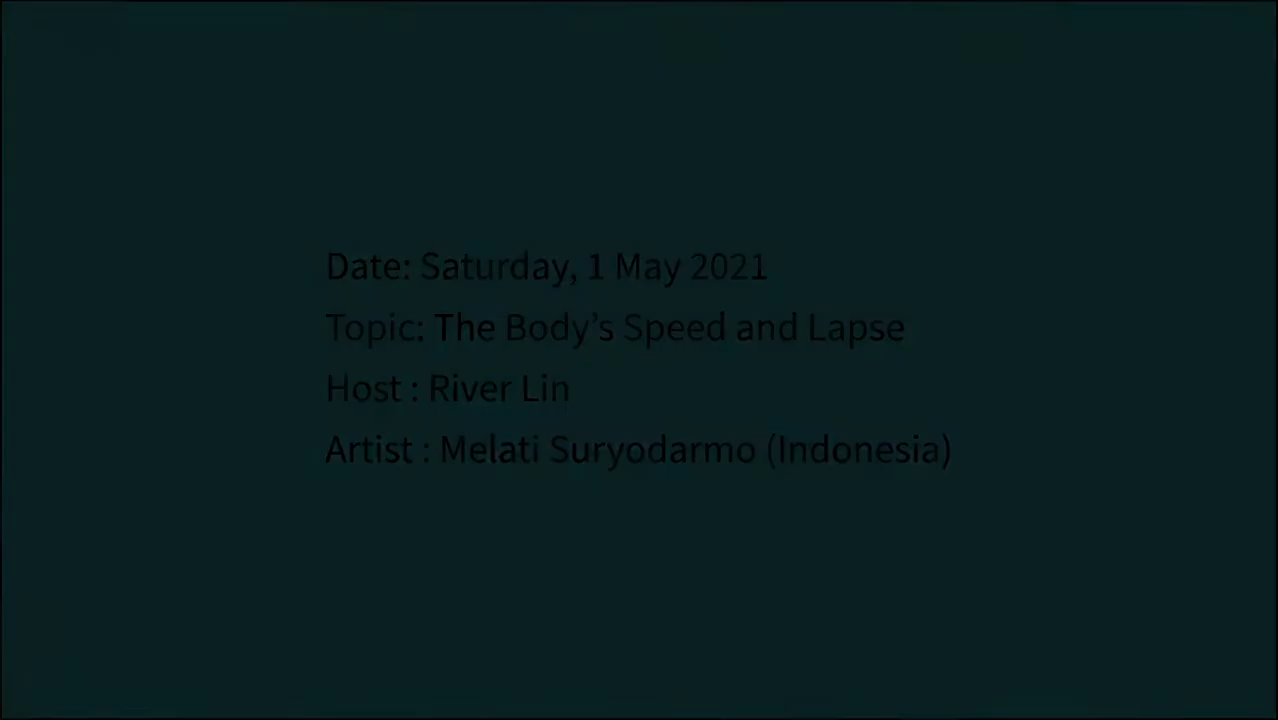 Date: Saturday, 1 May 2021
Topic: The Body’s Speed and Lapse
Host : River Lin
Artist : Melati Suryodarmo (Indonesia)